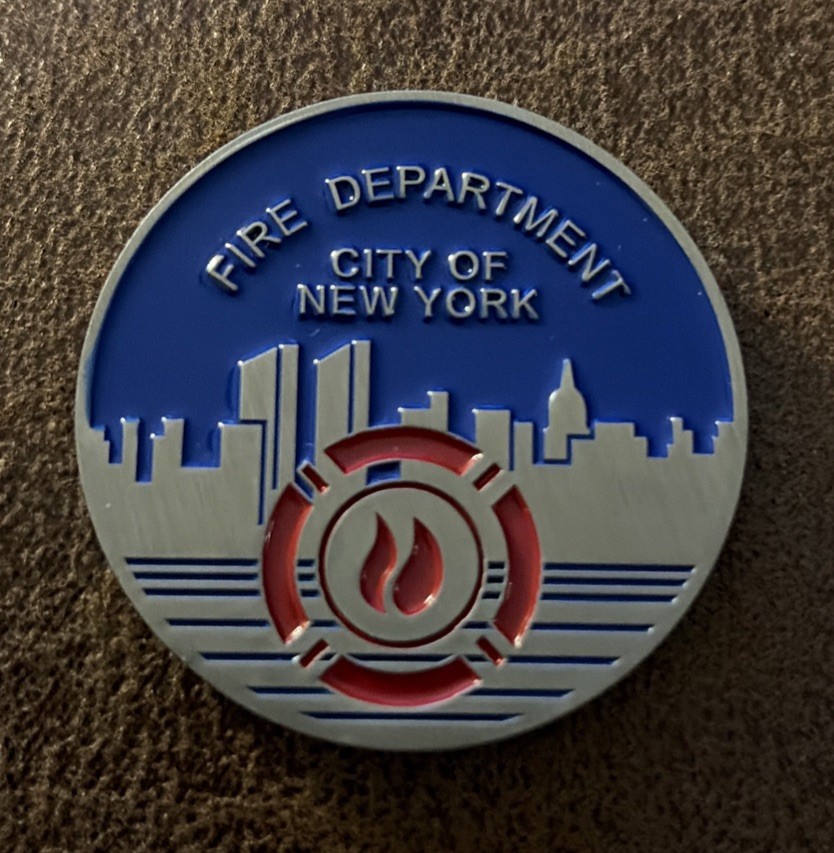 FIRE DEPARTMENT
CITY OF
NEW YORK